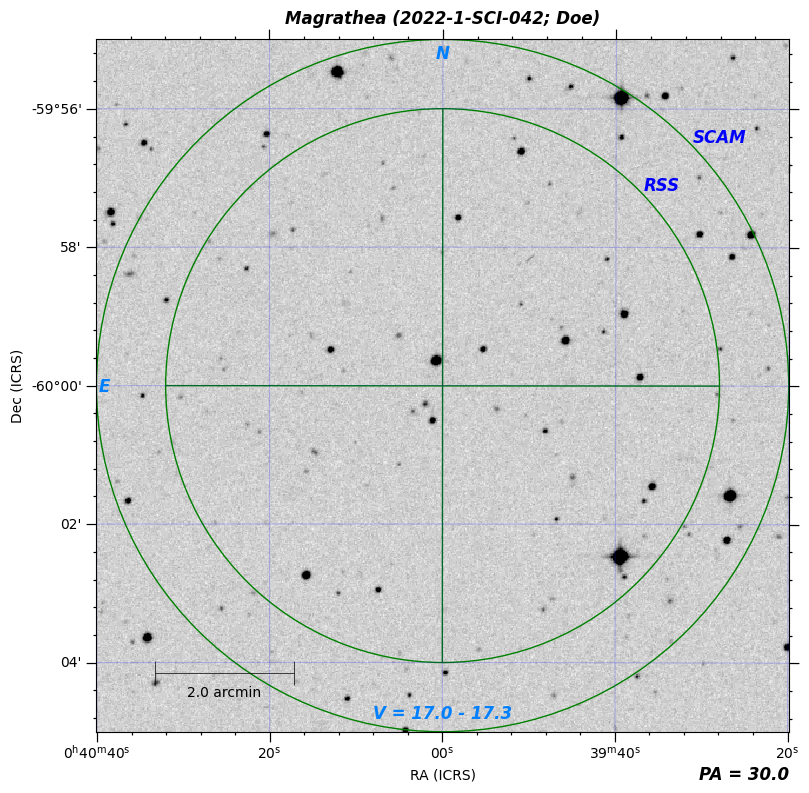 Magrathea (2022-1-SCI-042; Doe)
N
-59°56'
SCAM
RSS
58'
Dec (ICRS)
-60°00'
E
02'
04'
2.0 arcmin
V = 17.0 - 17.3
0ʰ40ᵐ40ˢ 20ˢ 00ˢ 39ᵐ40ˢ 20ˢ
RA (ICRS)
PA = 30.0